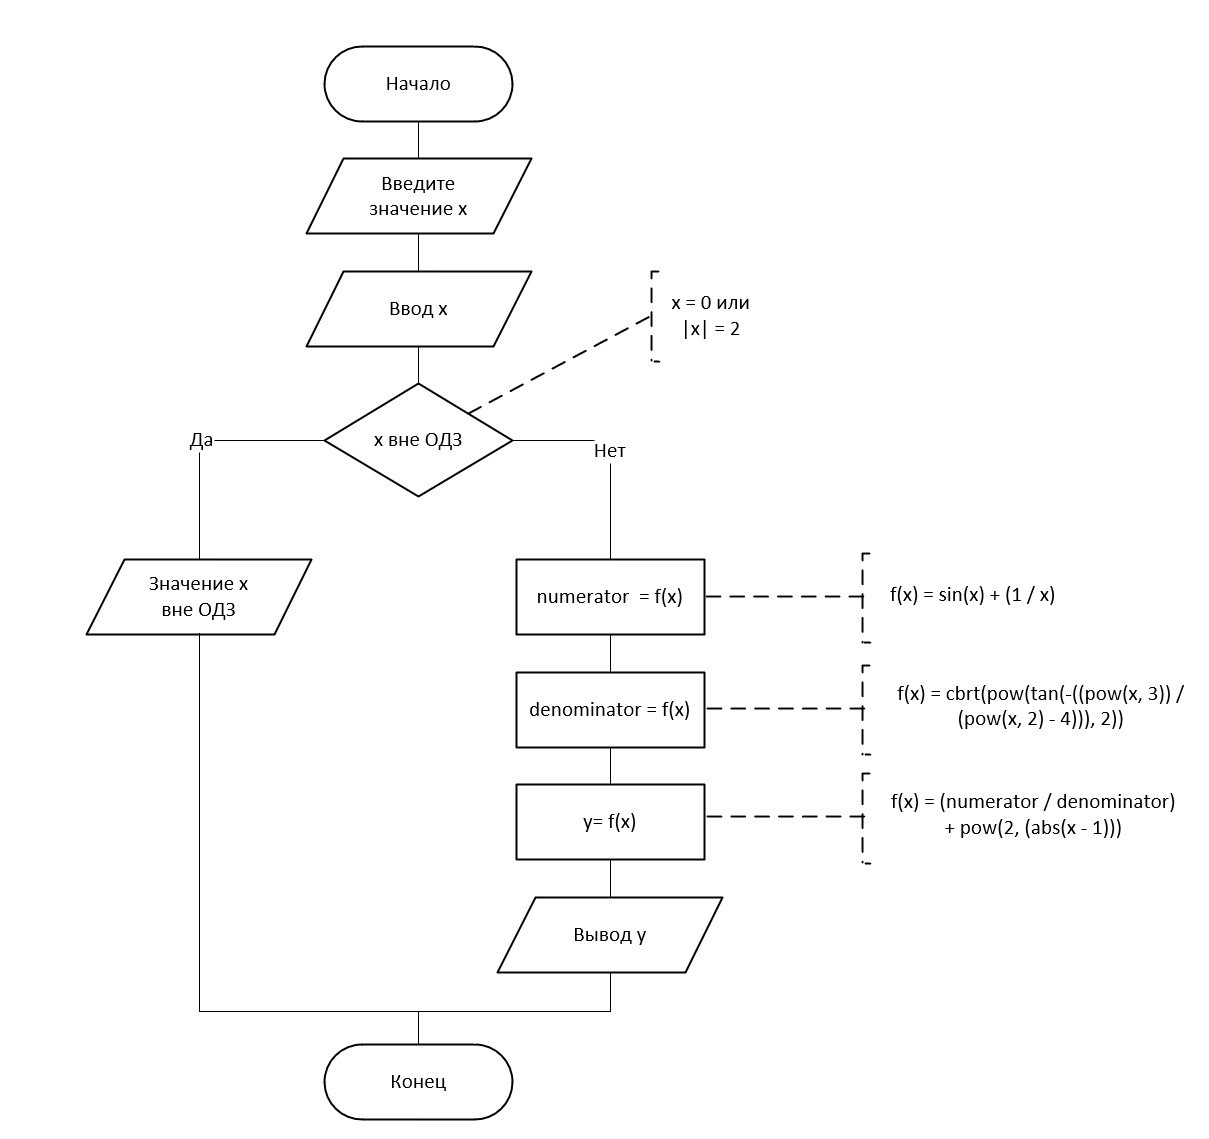 Начало
Введите
значение x
Ввод x
x = 0 или
|x| = 2
x вне ОДЗ
Да
Нет
Значение x
вне ОДЗ
numerator = f(x)
f(x) = sin(x) + (1 / x)
denominator = f(x)
f(x) = cbrt(pow(tan(-((pow(x, 3)) /
(pow(x, 2) - 4))), 2))
y= f(x)
f(x) = (numerator / denominator)
+ pow(2, (abs(x - 1)))
Вывод y
Конец